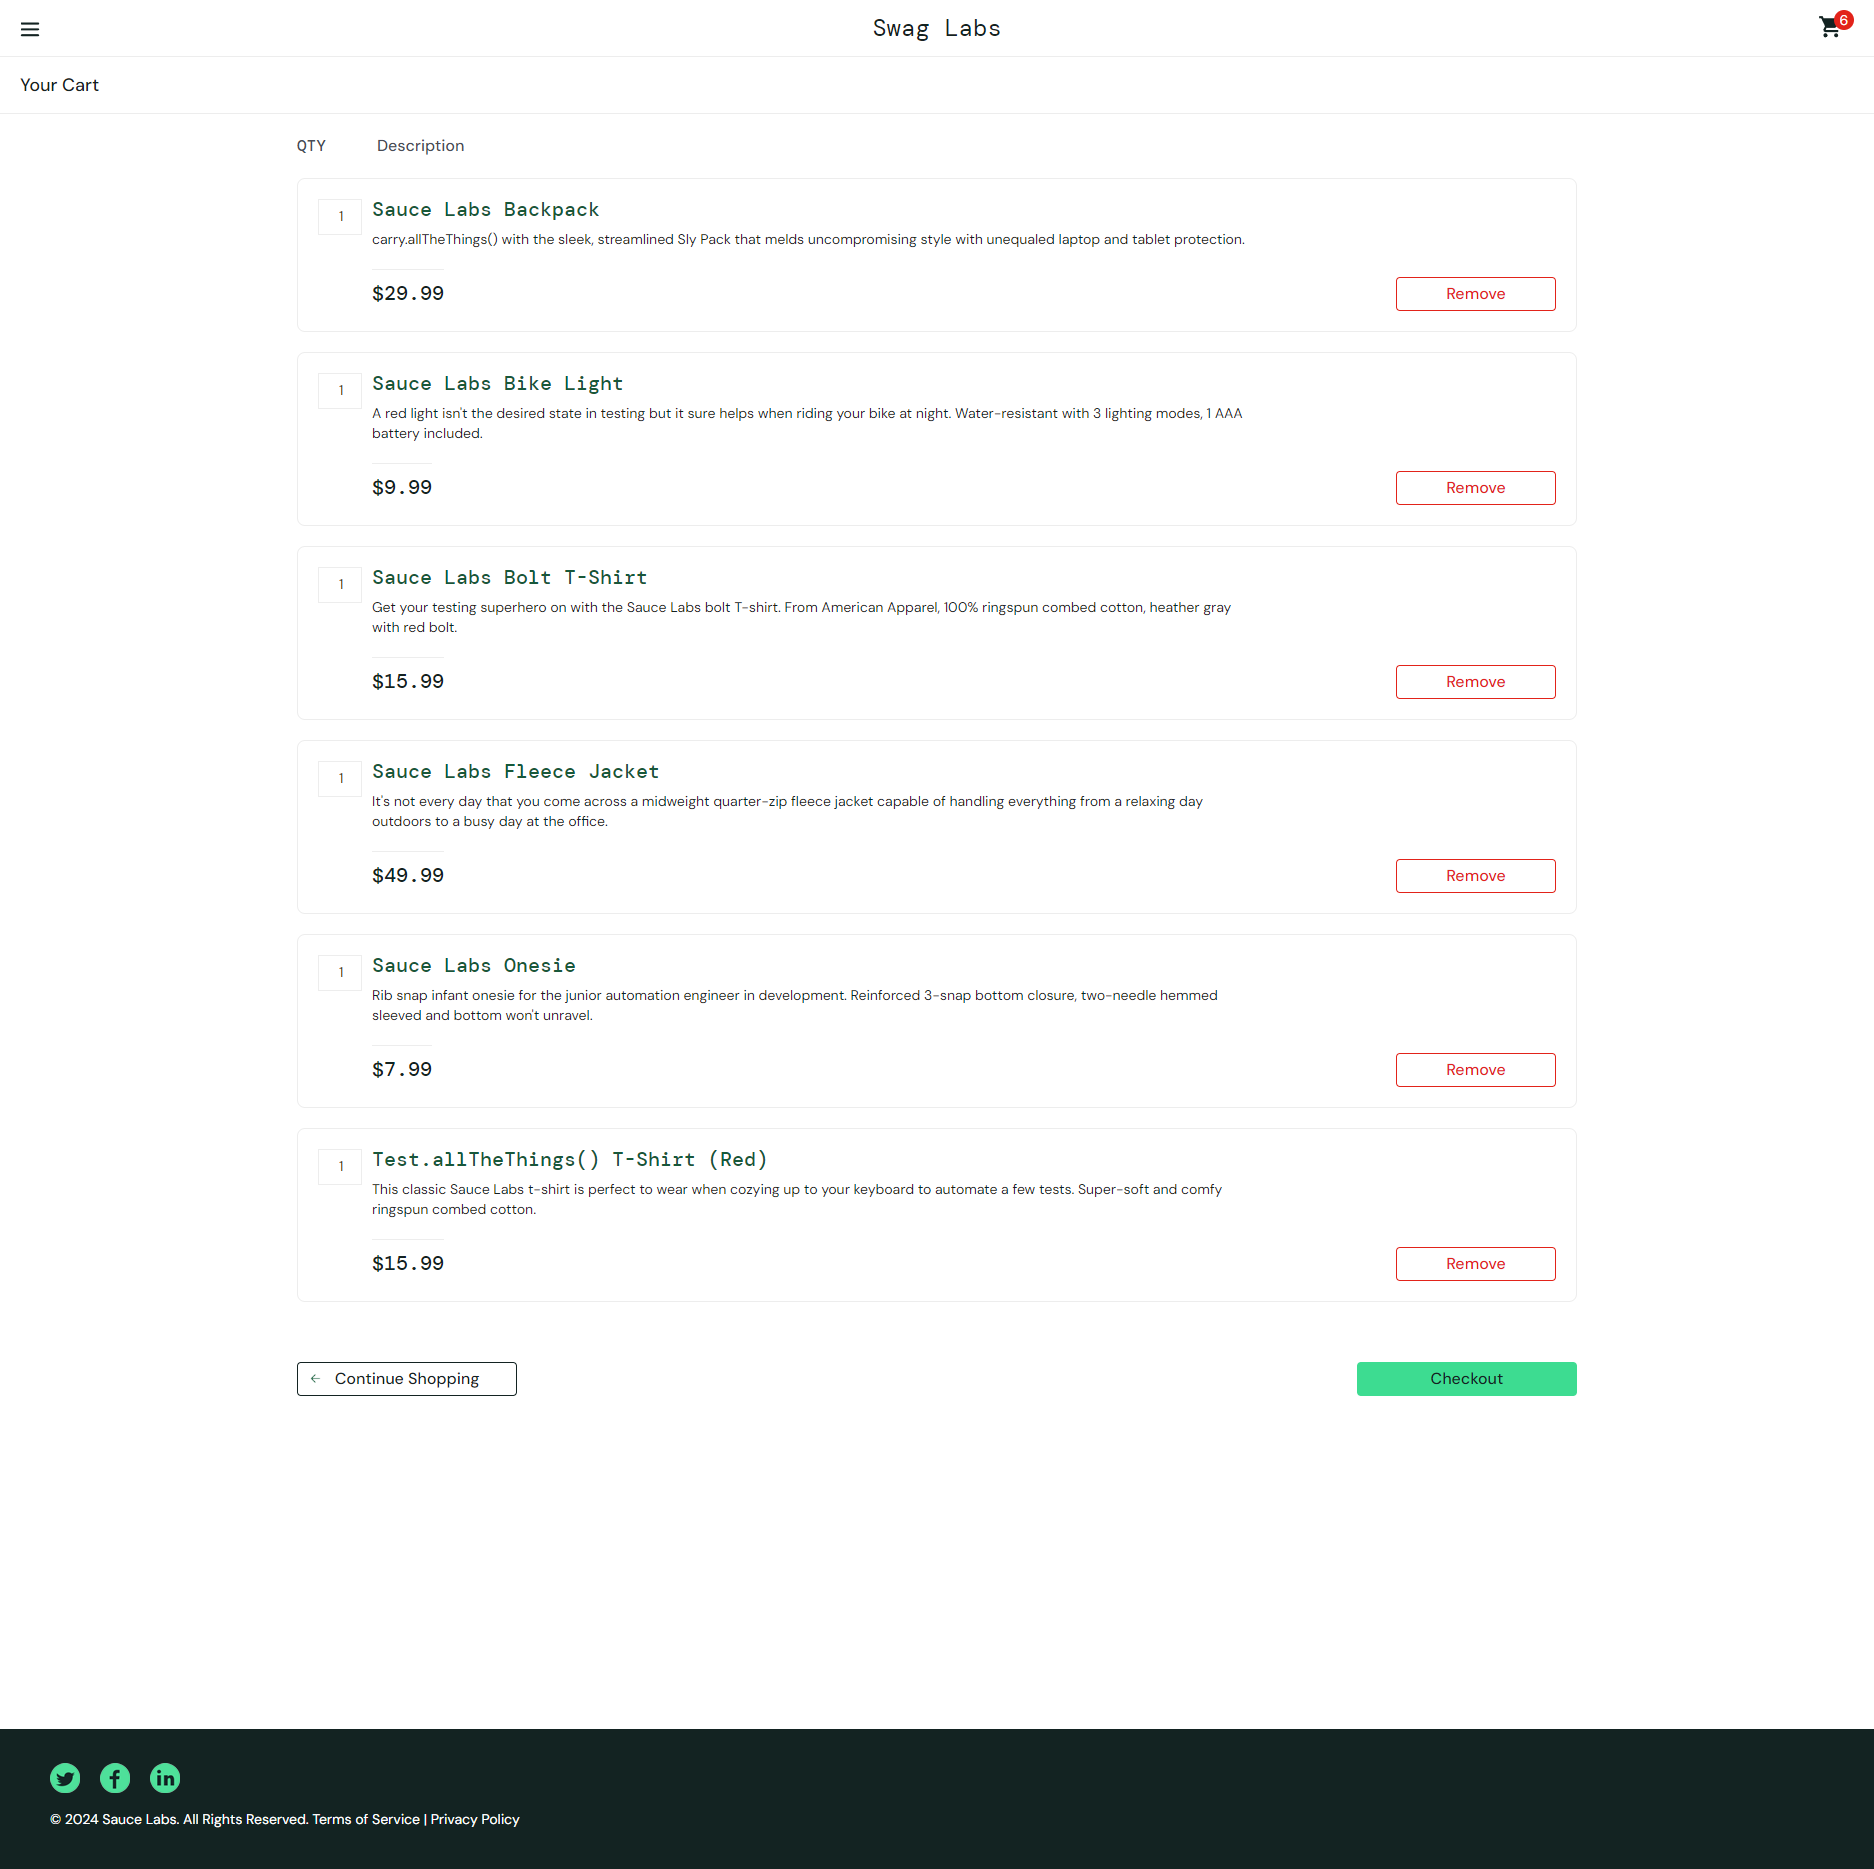 Swag Labs
6
Your Cart
QTY Description
1
Sauce Labs Backpack
carry.allTheThings() with the sleek, streamlined Sly Pack that melds uncompromising style with unequaled laptop and tablet protection.
$29.99
Remove
1
Sauce Labs Bike Light
A red light isn't the desired state in testing but it sure helps when riding your bike at night. Water-resistant with 3 lighting modes, 1 AAA
battery included.
$9.99
Remove
1
Sauce Labs Bolt T-Shirt
Get your testing superhero on with the Sauce Labs bolt T-shirt. From American Apparel, 100% ringspun combed cotton, heather gray
with red bolt.
$15.99
Remove
1
Sauce Labs Fleece Jacket
It's not every day that you come across a midweight quarter-zip fleece jacket capable of handling everything from a relaxing day
outdoors to a busy day at the office.
$49.99
Remove
1
Sauce Labs Onesie
Rib snap infant onesie for the junior automation engineer in development. Reinforced 3-snap bottom closure, two-needle hemmed
sleeved and bottom won't unravel.
$7.99
Remove
1
Test.allTheThings() T-Shirt (Red)
This classic Sauce Labs t-shirt is perfect to wear when cozying up to your keyboard to automate a few tests. Super-soft and comfy
ringspun combed cotton.
$15.99
Remove
Continue Shopping
Checkout
© 2024 Sauce Labs. All Rights Reserved. Terms of Service | Privacy Policy